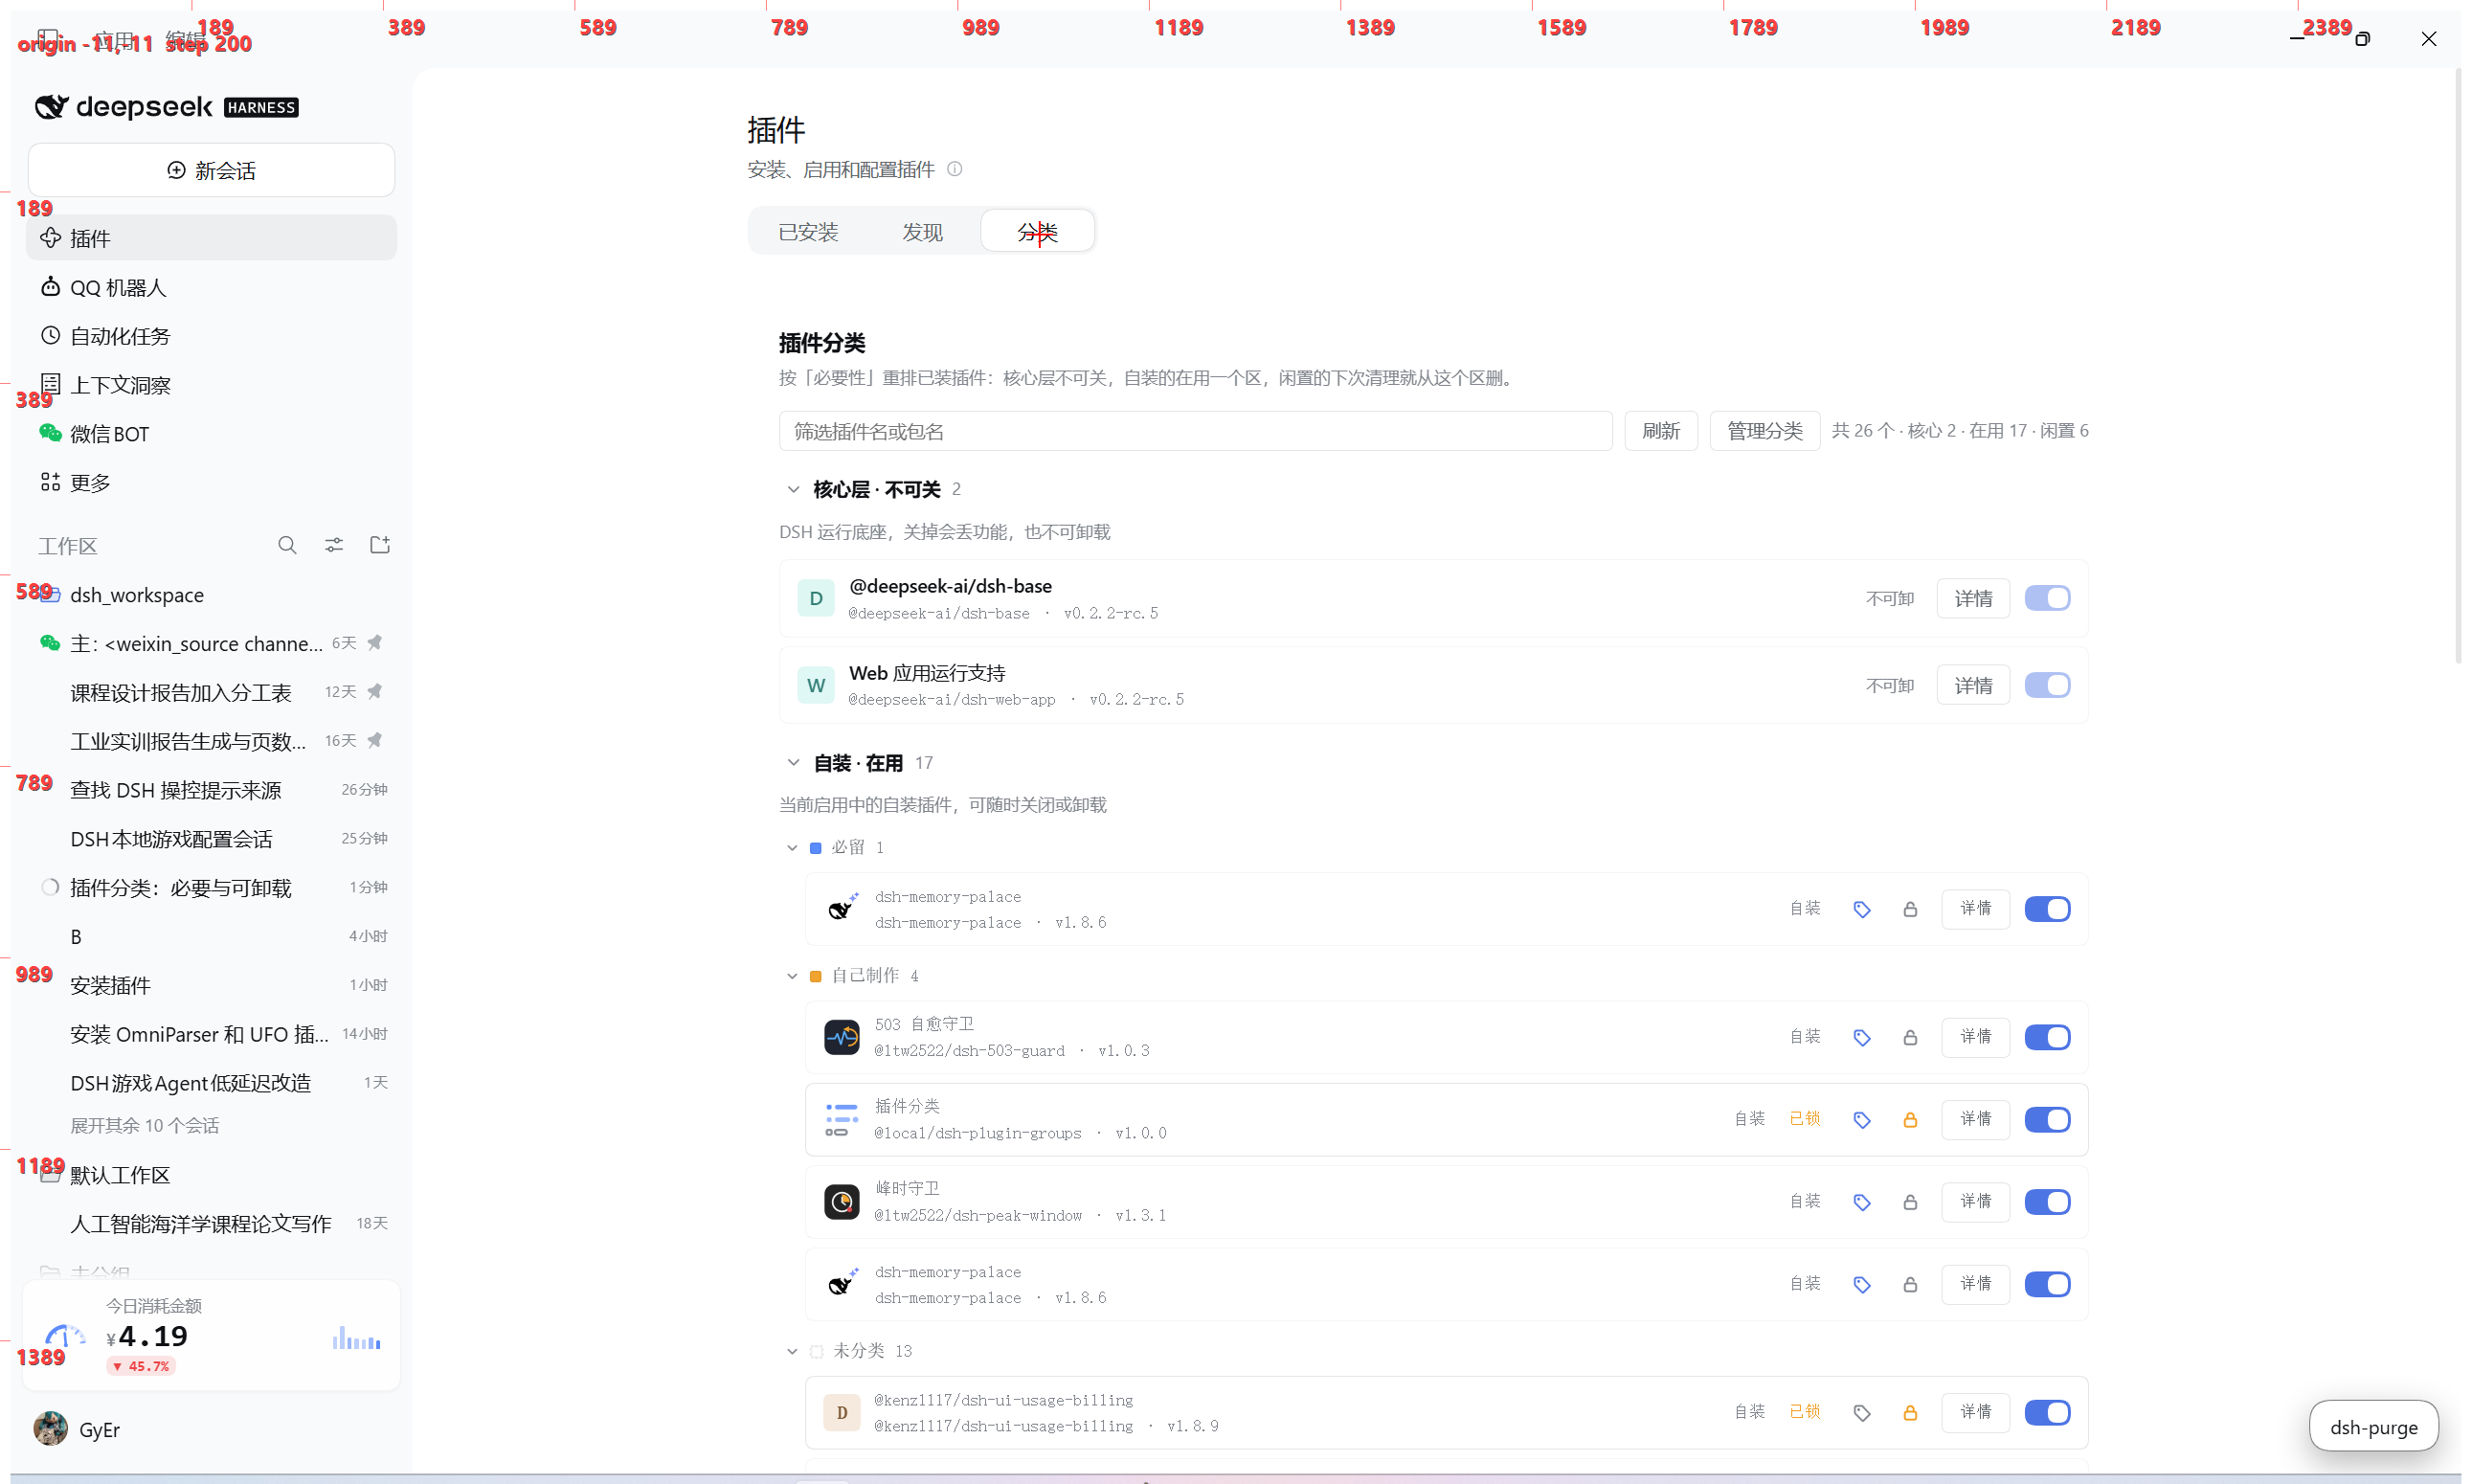 189 389 589 789 989 1189 1389 1589 1789 1989 2189 2389
origin -11,-11 step 200
应用 编辑
deepseek HARNESS
新会话
189
插件
QQ 机器人
自动化任务
上下文洞察
389
微信 BOT
更多
工作区
589
dsh_workspace
主: <weixin_source channe... 6天
课程设计报告加入分工表 12天
工业实训报告生成与页数... 16天
789
查找 DSH 操控提示来源 26分钟
DSH本地游戏配置会话 25分钟
插件分类：必要与可卸载 1分钟
B 4小时
989
安装插件 1小时
安装 OmniParser 和 UFO 插... 14小时
DSH游戏Agent低延迟改造 1天
展开其余 10 个会话
1189
默认工作区
人工智能海洋学课程论文写作 18天
未分组
今日消耗金额
¥4.19
1389
▼ 45.7%
GyEr
插件
安装、启用和配置插件
已安装 发现 分类
插件分类
按「必要性」重排已装插件：核心层不可关，自装的在用一个区，闲置的下次清理就从这个区删。
筛选插件名或包名 刷新 管理分类 共 26 个 · 核心 2 · 在用 17 · 闲置 6
核心层 · 不可关 2
DSH 运行底座，关掉会丢功能，也不可卸载
D @deepseek-ai/dsh-base
@deepseek-ai/dsh-base · v0.2.2-rc.5
不可卸 详情
W Web 应用运行支持
@deepseek-ai/dsh-web-app · v0.2.2-rc.5
不可卸 详情
自装 · 在用 17
当前启用中的自装插件，可随时关闭或卸载
必留 1
dsh-memory-palace
dsh-memory-palace · v1.8.6
自装 详情
自己制作 4
503 自愈守卫
@ltw2522/dsh-503-guard · v1.0.3
自装 详情
插件分类
@local/dsh-plugin-groups · v1.0.0
自装 已锁 详情
峰时守卫
@ltw2522/dsh-peak-window · v1.3.1
自装 详情
dsh-memory-palace
dsh-memory-palace · v1.8.6
自装 详情
未分类 13
D @kenz1117/dsh-ui-usage-billing
@kenz1117/dsh-ui-usage-billing · v1.8.9
自装 已锁 详情
dsh-purge